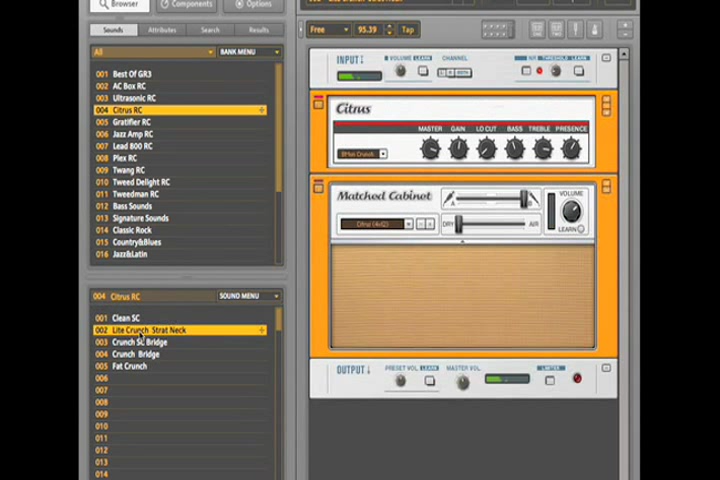 Browser Components Options
Free 95.39 Tap
Sounds Attributes Search Results
All BANK MENU
001 Best Of GR3
002 AC Box RC
003 Ultrasonic RC
004 Citrus RC
005 Gratifier RC
006 Jazz Amp RC
007 Lead 800 RC
008 Plex RC
009 Twang RC
010 Tweed Delight RC
011 Tweedman RC
012 Bass Sounds
013 Signature Sounds
014 Classic Rock
015 Country&Blues
016 Jazz&Latin
004 Citrus RC SOUND MENU
001 Clean SC
002 Lite Crunch Strat Neck
003 Crunch SC Bridge
004 Crunch Bridge
005 Fat Crunch
006
007
008
009
010
011
012
013
014
INPUT VOLUME LEARN CHANNEL L R BOTH NR THRESHOLD LEARN
Citrus
MASTER GAIN LO CUT BASS TREBLE PRESENCE
Matched Cabinet
A B
VOLUME
DRY AIR
LEARN
OUTPUT PRESET VOL LEARN MASTER VOL LIMITER